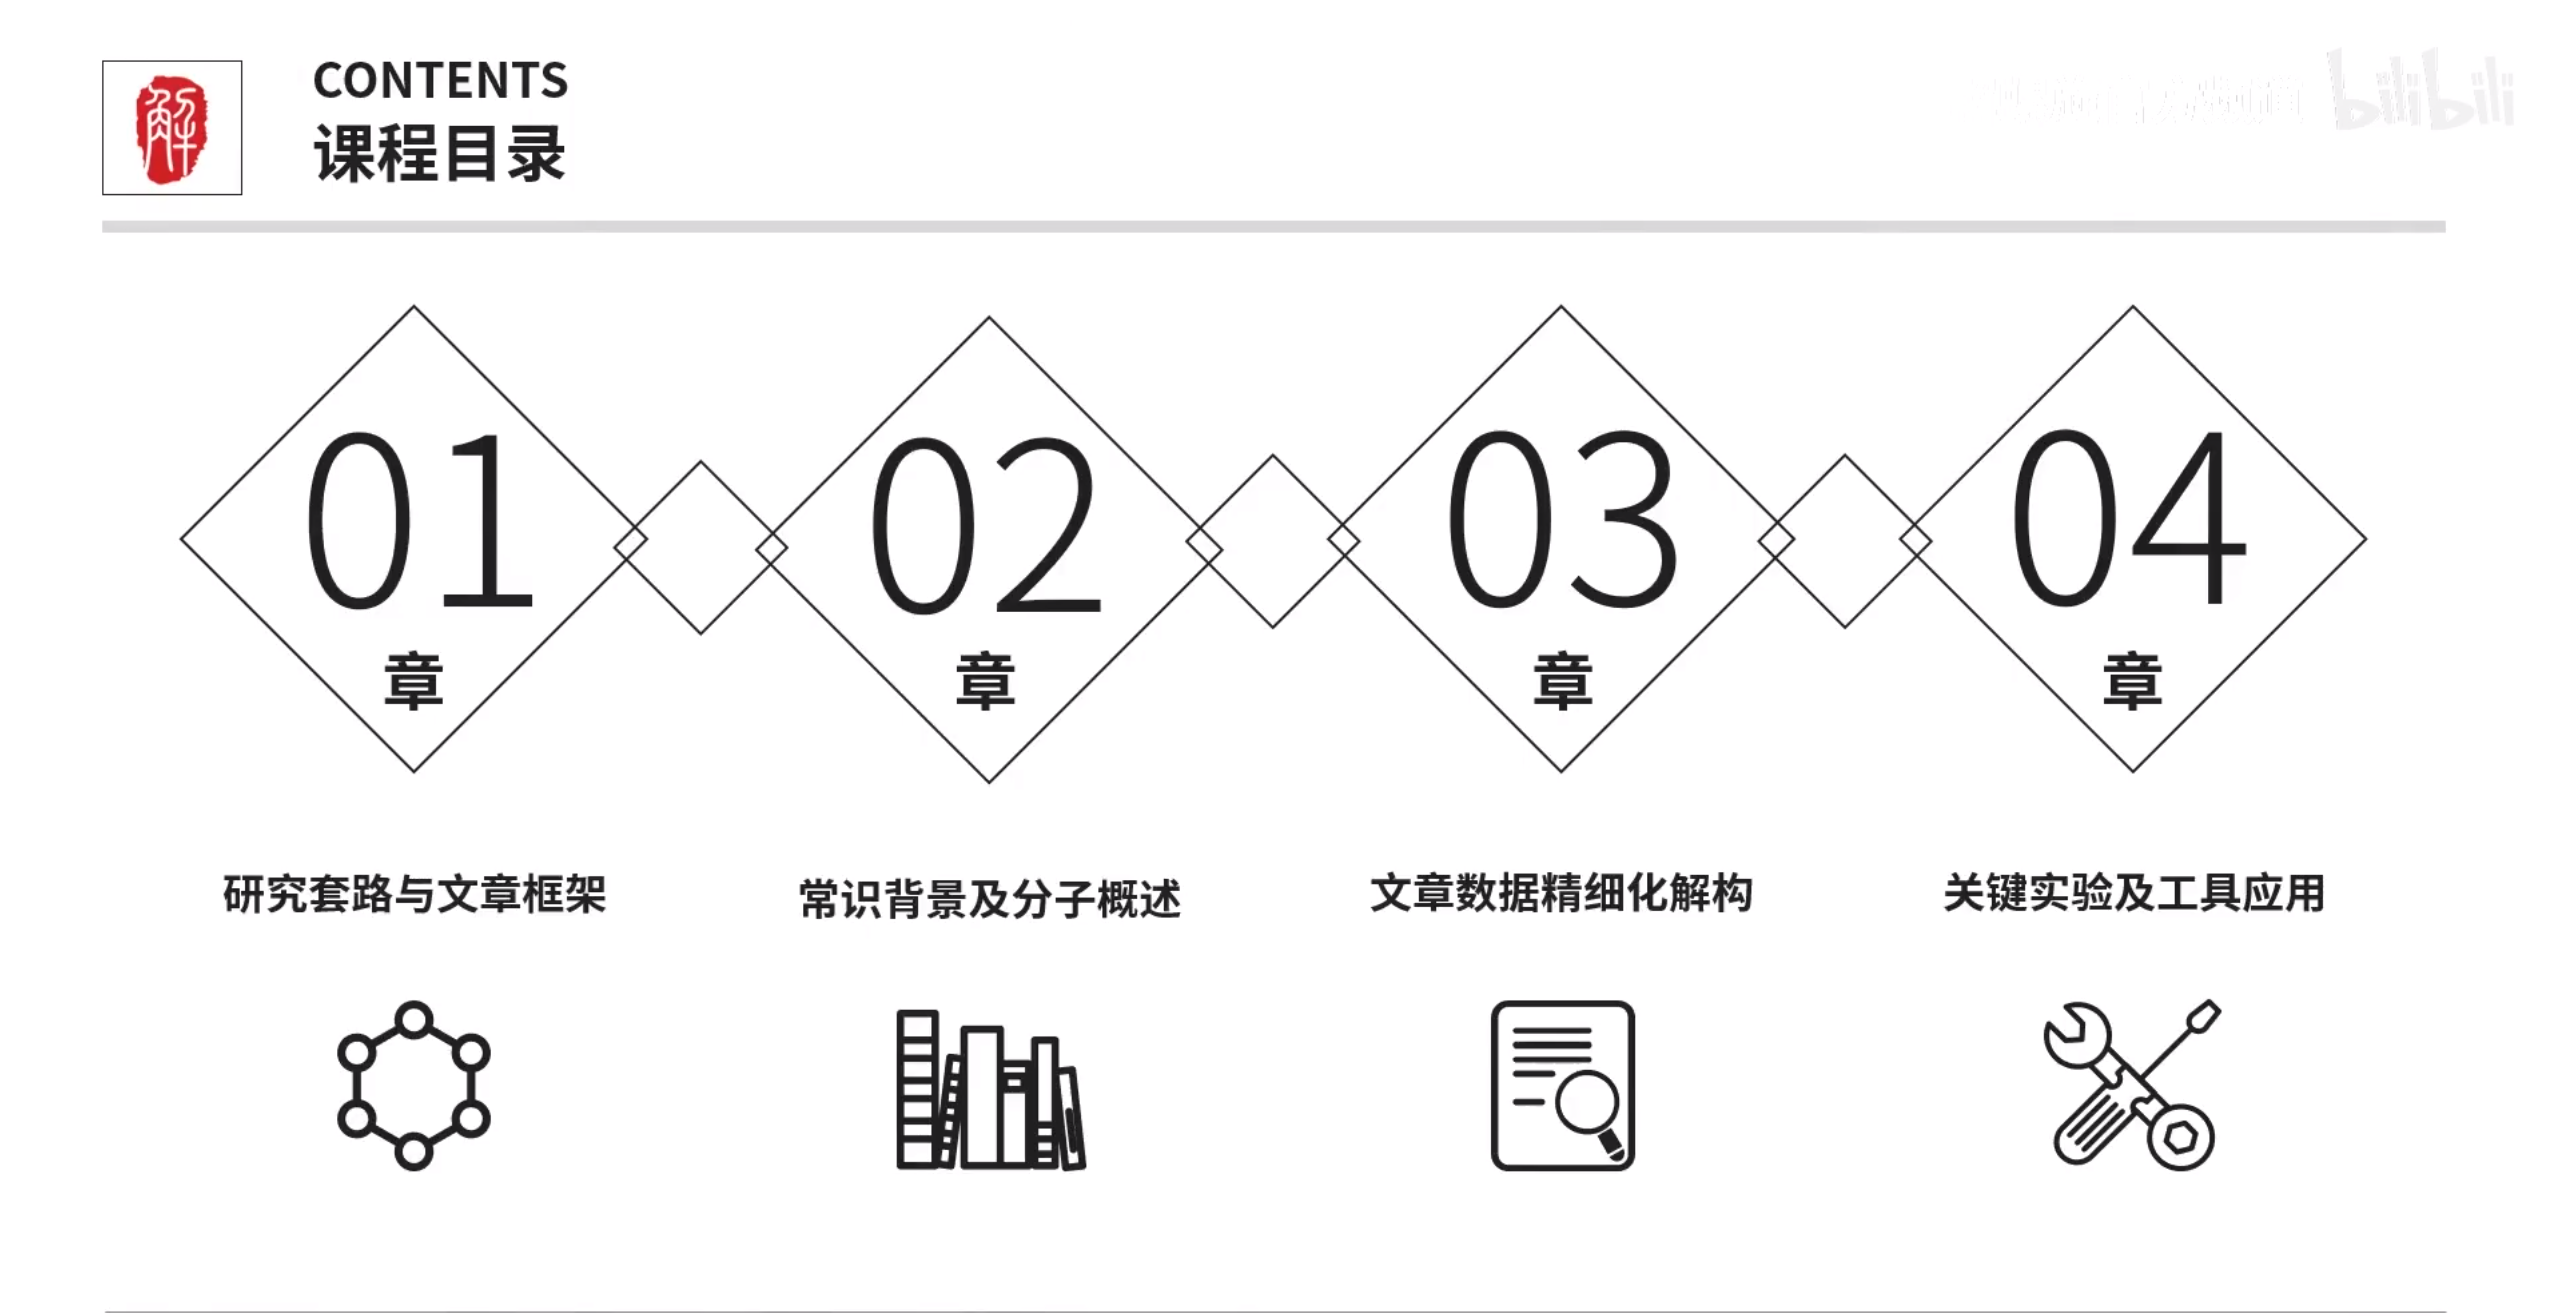 解
CONTENTS
课程目录
bilibili
01
章
02
章
03
章
04
章
研究套路与文章框架
常识背景及分子概述
文章数据精细化解构
关键实验及工具应用